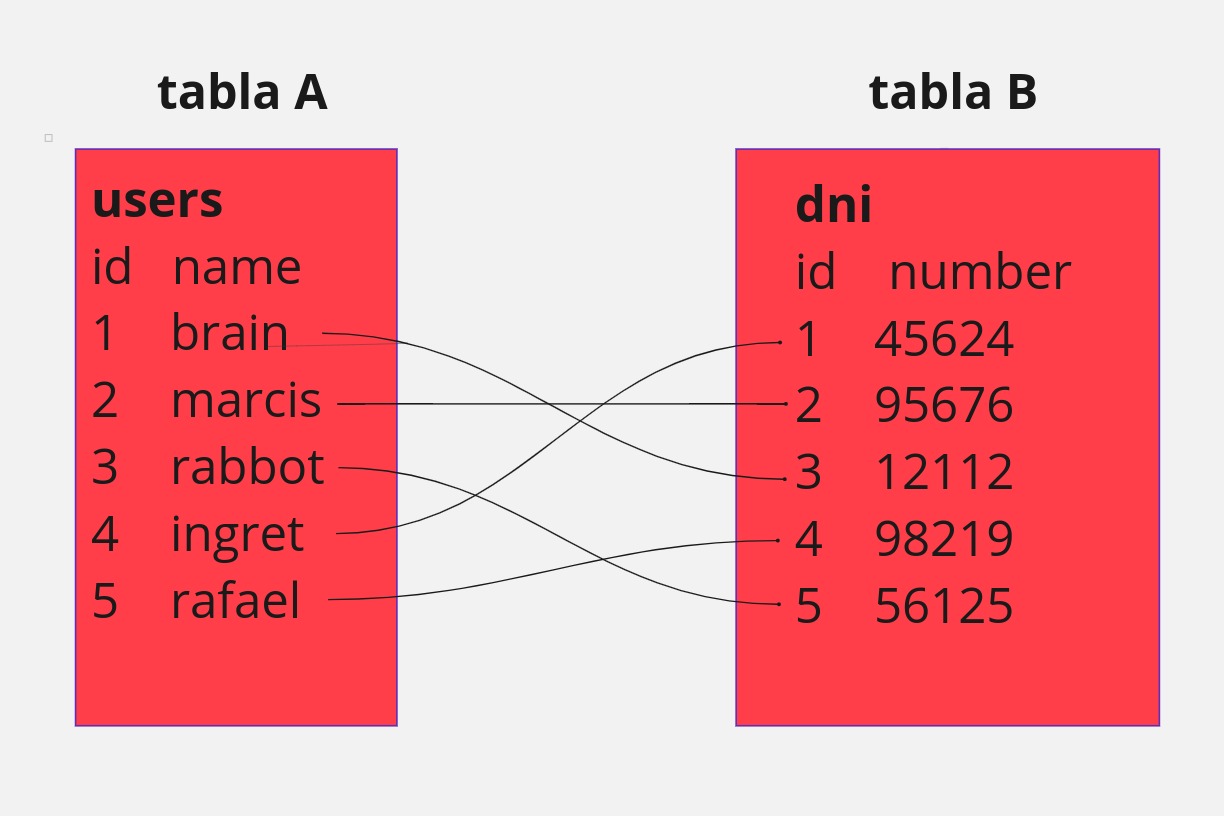 tabla A
users
id name
1 brain
2 marcis
3 rabbot
4 ingret
5 rafael
tabla B
dni
id number
1 45624
2 95676
3 12112
4 98219
5 56125